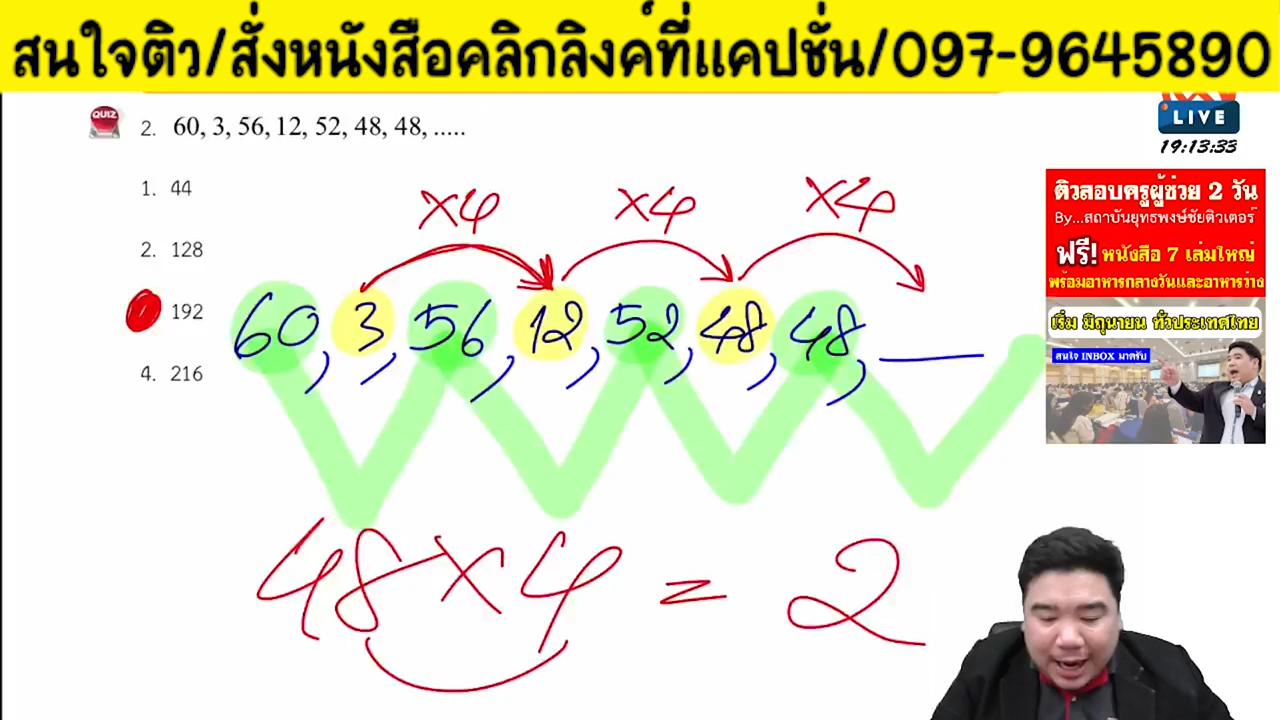 สนใจติว/สั่งหนังสือคลิกลิงค์ที่แคปชั่น/097-9645890
QUIZ
2. 60, 3, 56, 12, 52, 48, 48, .....
LIVE
19:13:33
1. 44
2. 128
192
4. 216
×4 ×4 ×4
60, 3, 56, 12, 52, 48, 48, ____
48×4 = 2
ติวสอบครูผู้ช่วย 2 วัน
By...สถาบันยุทธพงษ์ชัยติวเตอร์
ฟรี! หนังสือ 7 เล่มใหญ่
พร้อมอาหารกลางวันและอาหารว่าง
เริ่ม มิถุนายน ทั่วประเทศไทย
สนใจ INBOX มาครับ